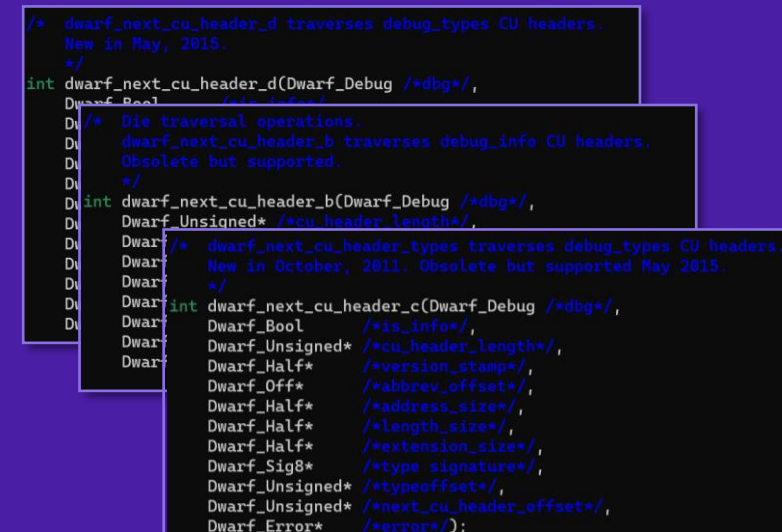 /*  dwarf_next_cu_header_d traverses debug_types CU headers.
    New in May, 2015.
    */
int dwarf_next_cu_header_d(Dwarf_Debug /*dbg*/,
/*  Die traversal operations.
    dwarf_next_cu_header_b traverses debug_info CU headers.
    Obsolete but supported.
    */
int dwarf_next_cu_header_b(Dwarf_Debug /*dbg*/,
    Dwarf_Unsigned* /*cu_header_length*/,
/*  dwarf_next_cu_header_types traverses debug_types CU headers.
    New in October, 2011. Obsolete but supported May 2015.
    */
int dwarf_next_cu_header_c(Dwarf_Debug /*dbg*/,
    Dwarf_Bool      /*is_info*/,
    Dwarf_Unsigned* /*cu_header_length*/,
    Dwarf_Half*     /*version_stamp*/,
    Dwarf_Off*      /*abbrev_offset*/,
    Dwarf_Half*     /*address_size*/,
    Dwarf_Half*     /*length_size*/,
    Dwarf_Half*     /*extension_size*/,
    Dwarf_Sig8*     /*type signature*/,
    Dwarf_Unsigned* /*typeoffset*/,
    Dwarf_Unsigned* /*next_cu_header_offset*/,
    Dwarf_Error*    /*error*/);